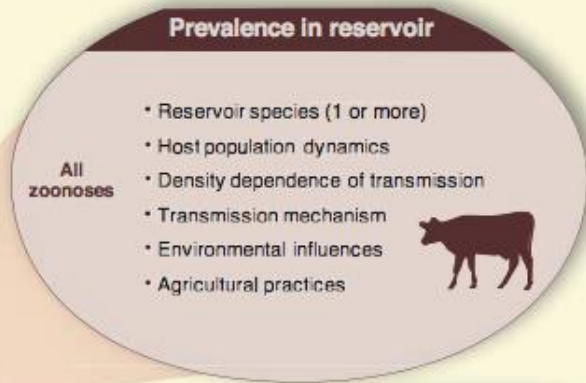 Prevalence in reservoir
• Reservoir species (1 or more)
• Host population dynamics
All
zoonoses
• Density dependence of transmission
• Transmission mechanism
• Environmental influences
• Agricultural practices